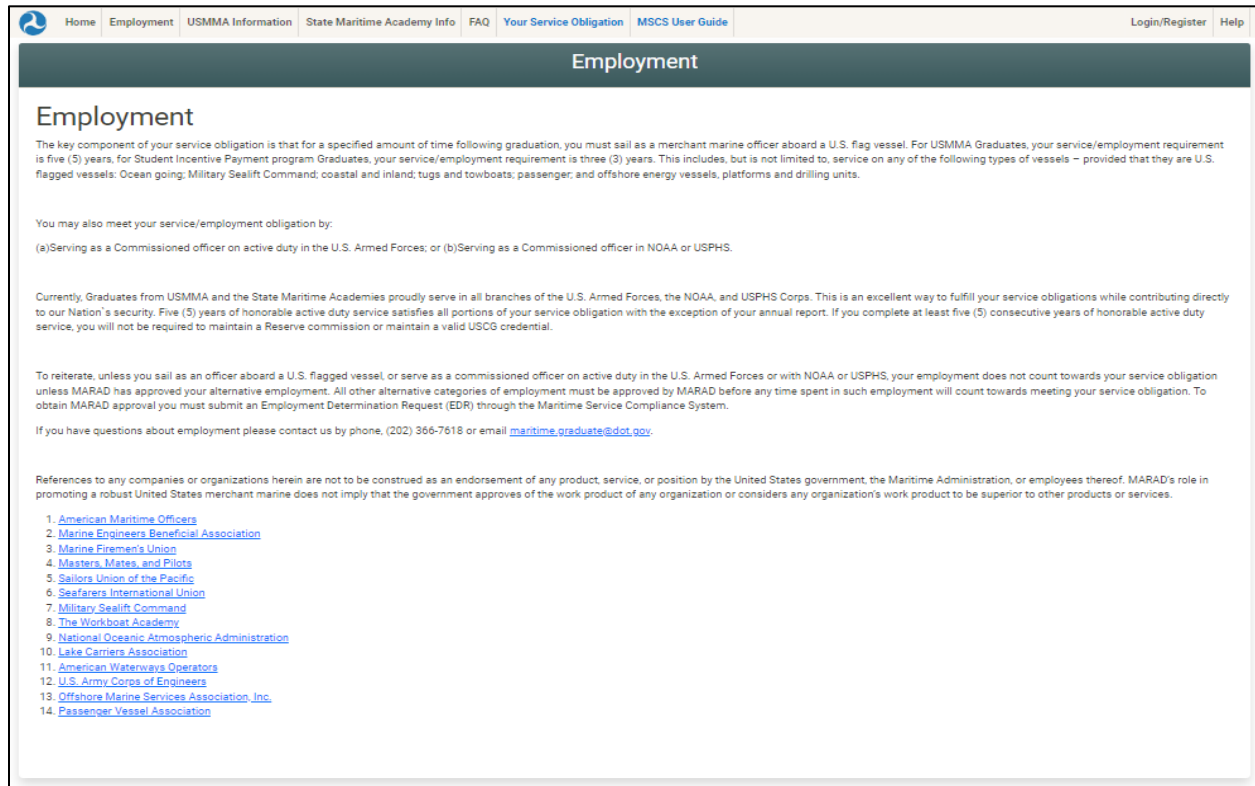 Home Employment USMMA Information State Maritime Academy Info FAQ Your Service Obligation MSCS User Guide Login/Register Help
Employment
Employment
The key component of your service obligation is that for a specified amount of time following graduation, you must sail as a merchant marine officer aboard a U.S. flag vessel. For USMMA Graduates, your service/employment requirement
is five (5) years, for Student Incentive Payment program Graduates, your service/employment requirement is three (3) years. This includes, but is not limited to, service on any of the following types of vessels – provided that they are U.S.
flagged vessels: Ocean going; Military Sealift Command; coastal and inland; tugs and towboats; passenger; and offshore energy vessels, platforms and drilling units.
You may also meet your service/employment obligation by:
(a)Serving as a Commissioned officer on active duty in the U.S. Armed Forces; or (b)Serving as a Commissioned officer in NOAA or USPHS.
Currently, Graduates from USMMA and the State Maritime Academies proudly serve in all branches of the U.S. Armed Forces, the NOAA, and USPHS Corps. This is an excellent way to fulfill your service obligations while contributing directly
to our Nation`s security. Five (5) years of honorable active duty service satisfies all portions of your service obligation with the exception of your annual report. If you complete at least five (5) consecutive years of honorable active duty
service, you will not be required to maintain a Reserve commission or maintain a valid USCG credential.
To reiterate, unless you sail as an officer aboard a U.S. flagged vessel, or serve as a commissioned officer on active duty in the U.S. Armed Forces or with NOAA or USPHS, your employment does not count towards your service obligation
unless MARAD has approved your alternative employment. All other alternative categories of employment must be approved by MARAD before any time spent in such employment will count towards meeting your service obligation. To
obtain MARAD approval you must submit an Employment Determination Request (EDR) through the Maritime Service Compliance System.
If you have questions about employment please contact us by phone, (202) 366-7618 or email maritime.graduate@dot.gov.
References to any companies or organizations herein are not to be construed as an endorsement of any product, service, or position by the United States government, the Maritime Administration, or employees thereof. MARAD's role in
promoting a robust United States merchant marine does not imply that the government approves of the work product of any organization or considers any organization's work product to be superior to other products or services.
1. American Maritime Officers
2. Marine Engineers Beneficial Association
3. Marine Firemen's Union
4. Masters, Mates, and Pilots
5. Sailors Union of the Pacific
6. Seafarers International Union
7. Military Sealift Command
8. The Workboat Academy
9. National Oceanic Atmospheric Administration
10. Lake Carriers Association
11. American Waterways Operators
12. U.S. Army Corps of Engineers
13. Offshore Marine Services Association, Inc.
14. Passenger Vessel Association